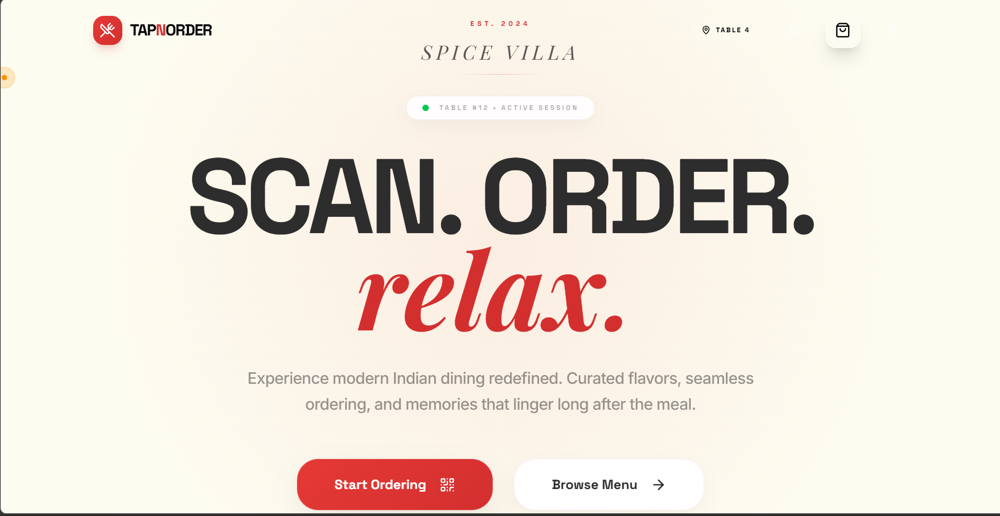 TAPNORDER
EST. 2024
SPICE VILLA
TABLE 4
TABLE #12 • ACTIVE SESSION
SCAN. ORDER.
relax.
Experience modern Indian dining redefined. Curated flavors, seamless
ordering, and memories that linger long after the meal.
Start Ordering
Browse Menu